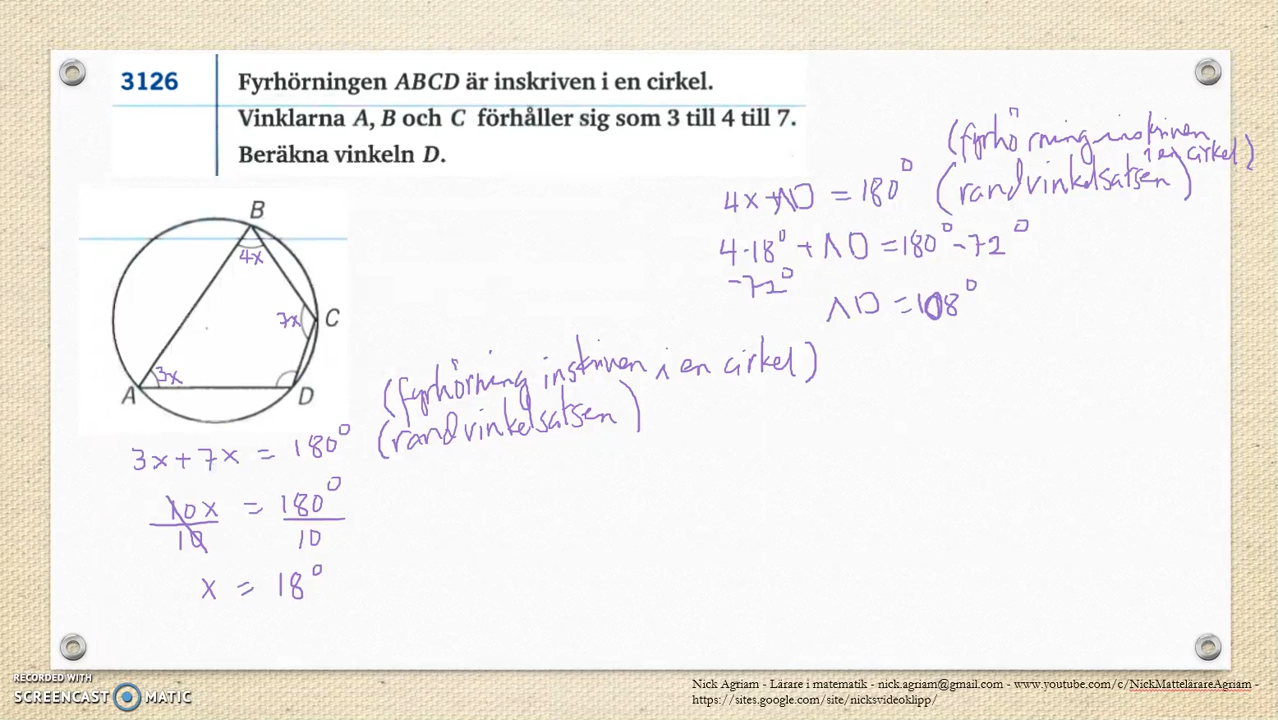 3126
Fyrhörningen ABCD är inskriven i en cirkel.
Vinklarna A, B och C förhåller sig som 3 till 4 till 7.
Beräkna vinkeln D.
B
4x
7x C
3x
A
D
3x + 7x = 180° (fyrhörning inskriven i en cirkel)
(randvinkelsatsen)
10x = 180°
10 10
x = 18°
4x + ∧D = 180° (fyrhörning inskriven i en cirkel)
(randvinkelsatsen)
4·18° + ∧D = 180° -72°
-72°
∧D = 108°
RECORDED WITH
SCREENCAST MATIC
Nick Agriam - Lärare i matematik - nick.agriam@gmail.com - www.youtube.com/c/NickMattelärareAgriam -
https://sites.google.com/site/nicksvideoklipp/